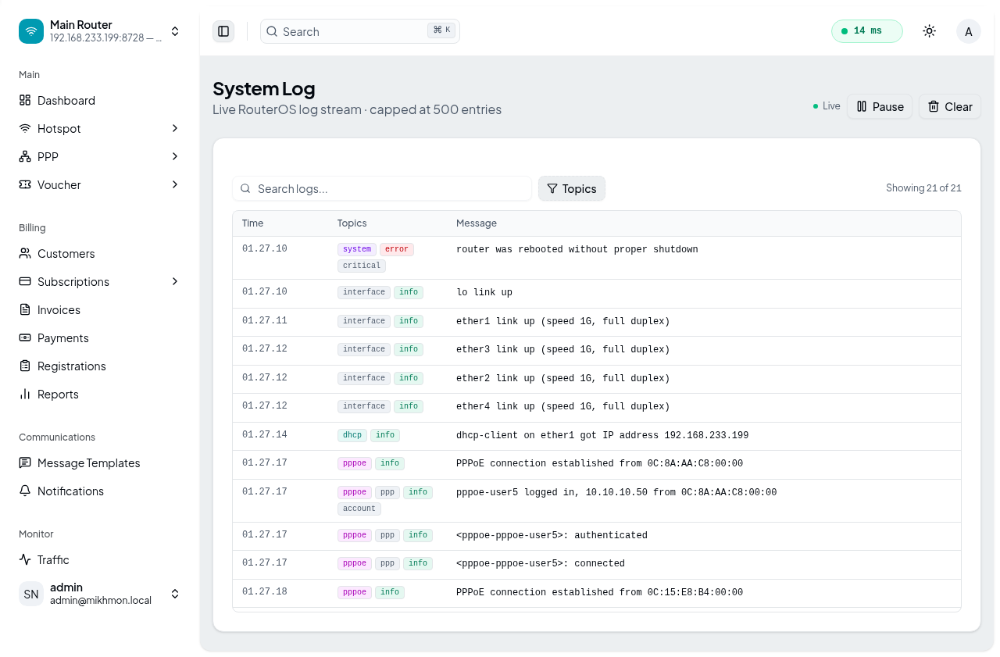 Main Router
192.168.233.199:8728 — ...
Main
Dashboard
Hotspot
PPP
Voucher
Billing
Customers
Subscriptions
Invoices
Payments
Registrations
Reports
Communications
Message Templates
Notifications
Monitor
Traffic
SN
admin
admin@mikhmon.local
Search
⌘ K
14 ms
A
System Log
Live RouterOS log stream · capped at 500 entries
Live
Pause
Clear
Search logs...
Topics
Showing 21 of 21
Time Topics Message
01.27.10 system error router was rebooted without proper shutdown
critical
01.27.10 interface info lo link up
01.27.11 interface info ether1 link up (speed 1G, full duplex)
01.27.12 interface info ether3 link up (speed 1G, full duplex)
01.27.12 interface info ether2 link up (speed 1G, full duplex)
01.27.12 interface info ether4 link up (speed 1G, full duplex)
01.27.14 dhcp info dhcp-client on ether1 got IP address 192.168.233.199
01.27.17 pppoe info PPPoE connection established from 0C:8A:AA:C8:00:00
01.27.17 pppoe ppp info pppoe-user5 logged in, 10.10.10.50 from 0C:8A:AA:C8:00:00
account
01.27.17 pppoe ppp info <pppoe-pppoe-user5>: authenticated
01.27.17 pppoe ppp info <pppoe-pppoe-user5>: connected
01.27.18 pppoe info PPPoE connection established from 0C:15:E8:B4:00:00